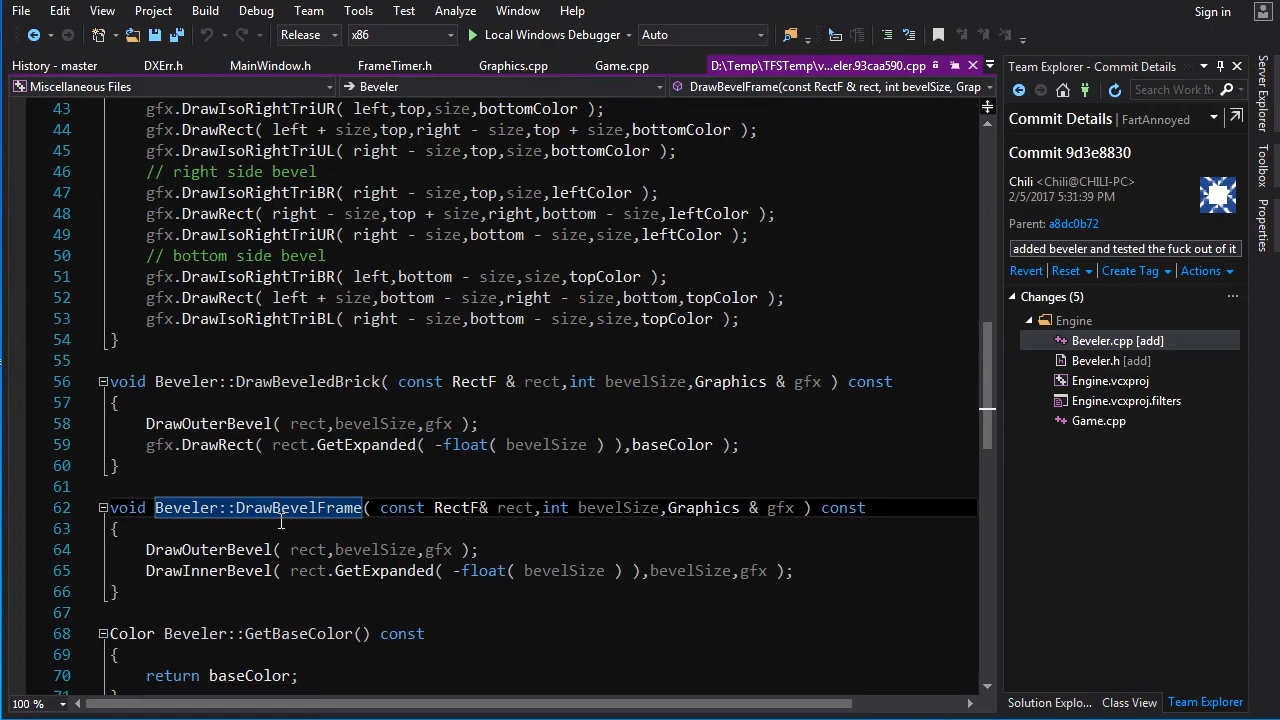 File Edit View Project Build Debug Team Tools Test Analyze Window Help Sign in
Release x86 Local Windows Debugger Auto
History - master DXErr.h MainWindow.h FrameTimer.h Graphics.cpp Game.cpp D:\Temp\TFSTemp\v...eler.93caa590.cpp
Miscellaneous Files Beveler DrawBevelFrame(const RectF & rect, int bevelSize, Grap
43 gfx.DrawIsoRightTriUR( left,top,size,bottomColor );
44 gfx.DrawRect( left + size,top,right - size,top + size,bottomColor );
45 gfx.DrawIsoRightTriUL( right - size,top,size,bottomColor );
46 // right side bevel
47 gfx.DrawIsoRightTriBR( right - size,top,size,leftColor );
48 gfx.DrawRect( right - size,top + size,right,bottom - size,leftColor );
49 gfx.DrawIsoRightTriUR( right - size,bottom - size,size,leftColor );
50 // bottom side bevel
51 gfx.DrawIsoRightTriBR( left,bottom - size,size,topColor );
52 gfx.DrawRect( left + size,bottom - size,right - size,bottom,topColor );
53 gfx.DrawIsoRightTriBL( right - size,bottom - size,size,topColor );
54 }
55
56 void Beveler::DrawBeveledBrick( const RectF & rect,int bevelSize,Graphics & gfx ) const
57 {
58 DrawOuterBevel( rect,bevelSize,gfx );
59 gfx.DrawRect( rect.GetExpanded( -float( bevelSize ) ),baseColor );
60 }
61
62 void Beveler::DrawBevelFrame( const RectF& rect,int bevelSize,Graphics & gfx ) const
63 {
64 DrawOuterBevel( rect,bevelSize,gfx );
65 DrawInnerBevel( rect.GetExpanded( -float( bevelSize ) ),bevelSize,gfx );
66 }
67
68 Color Beveler::GetBaseColor() const
69 {
70 return baseColor;
71 }
100 %
Team Explorer - Commit Details
Search Work Ite
Commit Details | FartAnnoyed
Commit 9d3e8830
Chili <Chili@CHILI-PC>
2/5/2017 5:31:39 PM
Parent: a8dc0b72
added beveler and tested the fuck out of it
Revert | Reset Create Tag Actions
Changes (5) ...
Engine
Beveler.cpp [add]
Beveler.h [add]
Engine.vcxproj
Engine.vcxproj.filters
Game.cpp
Solution Explo... Class View Team Explorer
Server Explorer
Toolbox
Properties